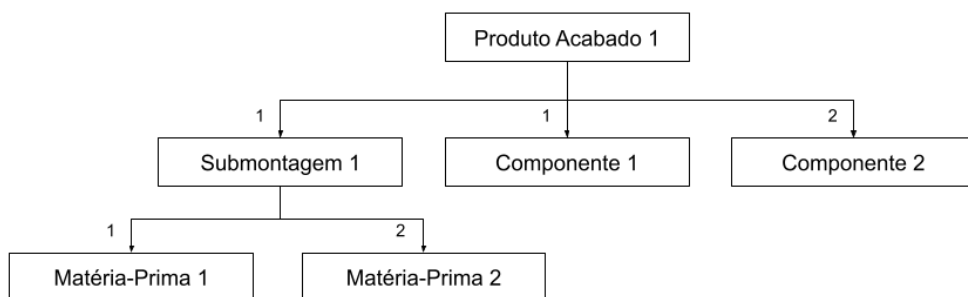 Produto Acabado 1
1
1
2
Submontagem 1
Componente 1
Componente 2
1
2
Matéria-Prima 1
Matéria-Prima 2